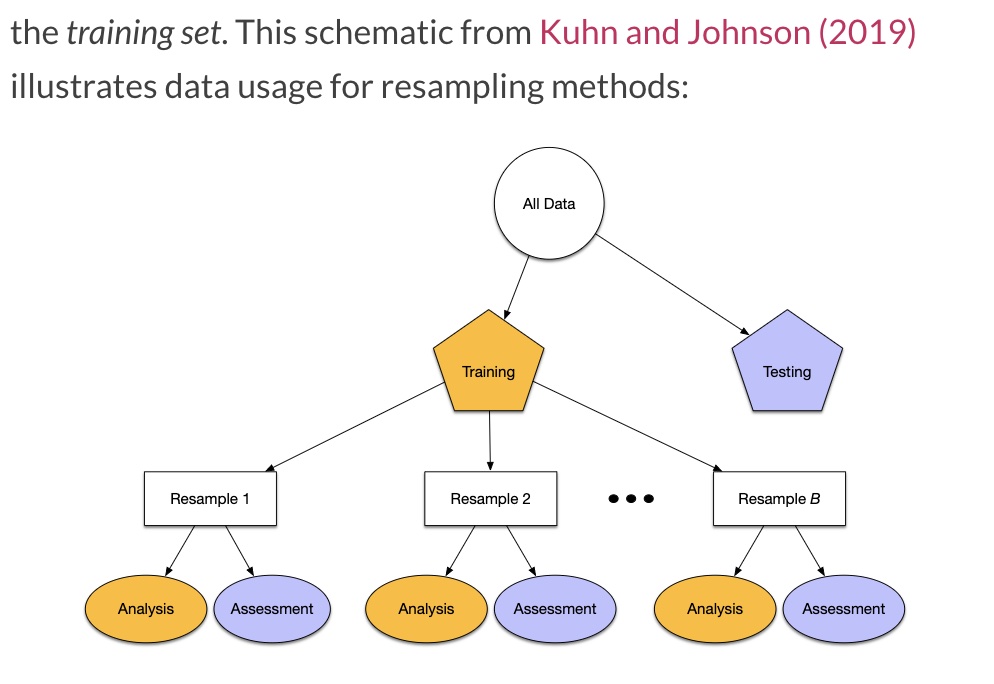 the training set. This schematic from Kuhn and Johnson (2019)
illustrates data usage for resampling methods:
All Data
Training
Testing
Resample 1
Resample 2
Resample B
Analysis
Assessment
Analysis
Assessment
Analysis
Assessment